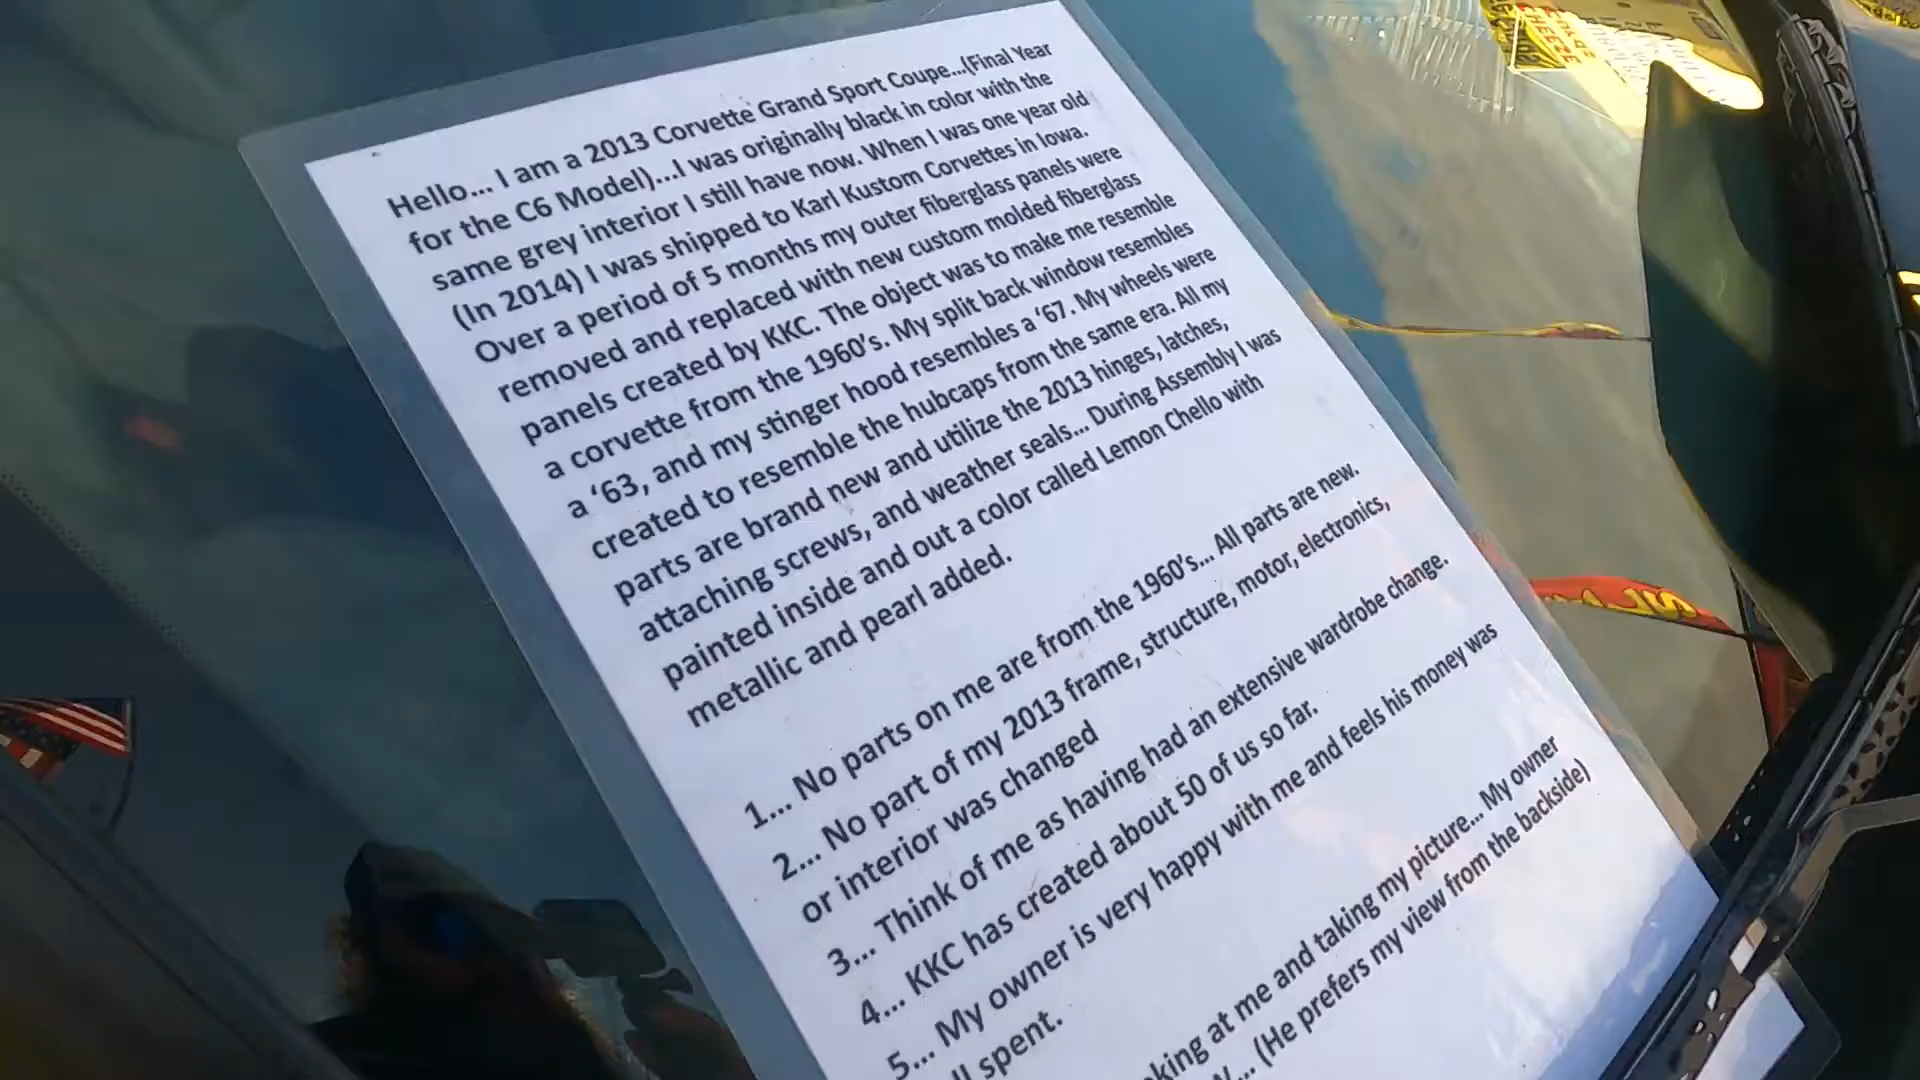 Hello... I am a 2013 Corvette Grand Sport Coupe...(Final Year
for the C6 Model)...I was originally black in color with the
same grey interior I still have now. When I was one year old
(In 2014) I was shipped to Karl Kustom Corvettes in Iowa.
Over a period of 5 months my outer fiberglass panels were
removed and replaced with new custom molded fiberglass
panels created by KKC. The object was to make me resemble
a corvette from the 1960's. My split back window resembles
a '63, and my stinger hood resembles a '67. My wheels were
created to resemble the hubcaps from the same era. All my
parts are brand new and utilize the 2013 hinges, latches,
attaching screws, and weather seals... During Assembly I was
painted inside and out a color called Lemon Chello with
metallic and pearl added.
1... No parts on me are from the 1960's... All parts are new.
2... No part of my 2013 frame, structure, motor, electronics,
or interior was changed
3... Think of me as having had an extensive wardrobe change.
4... KKC has created about 50 of us so far.
5... My owner is very happy with me and feels his money was
spent.
at me and taking my picture... My owner
(He prefers my view from the backside)